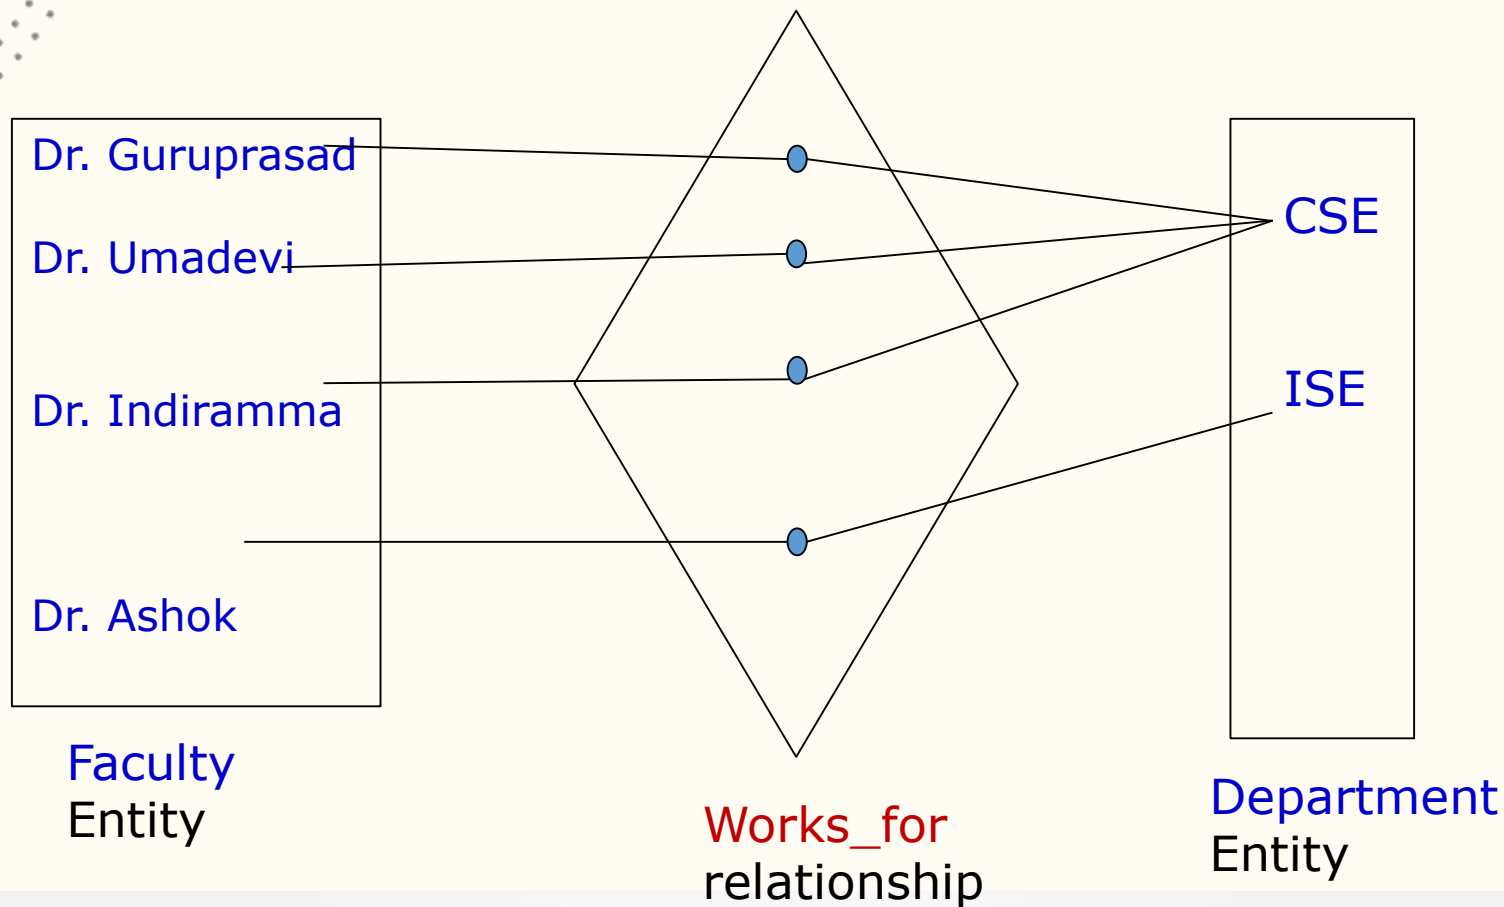 Dr. Guruprasad
Dr. Umadevi
Dr. Indiramma
Dr. Ashok
Faculty
Entity
Works_for
relationship
CSE
ISE
Department
Entity